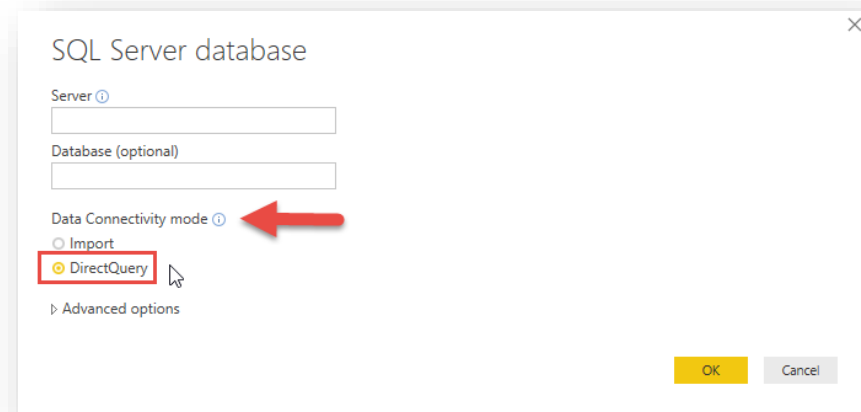 SQL Server database
Server
Database (optional)
Data Connectivity mode
Import
DirectQuery
Advanced options
OK Cancel